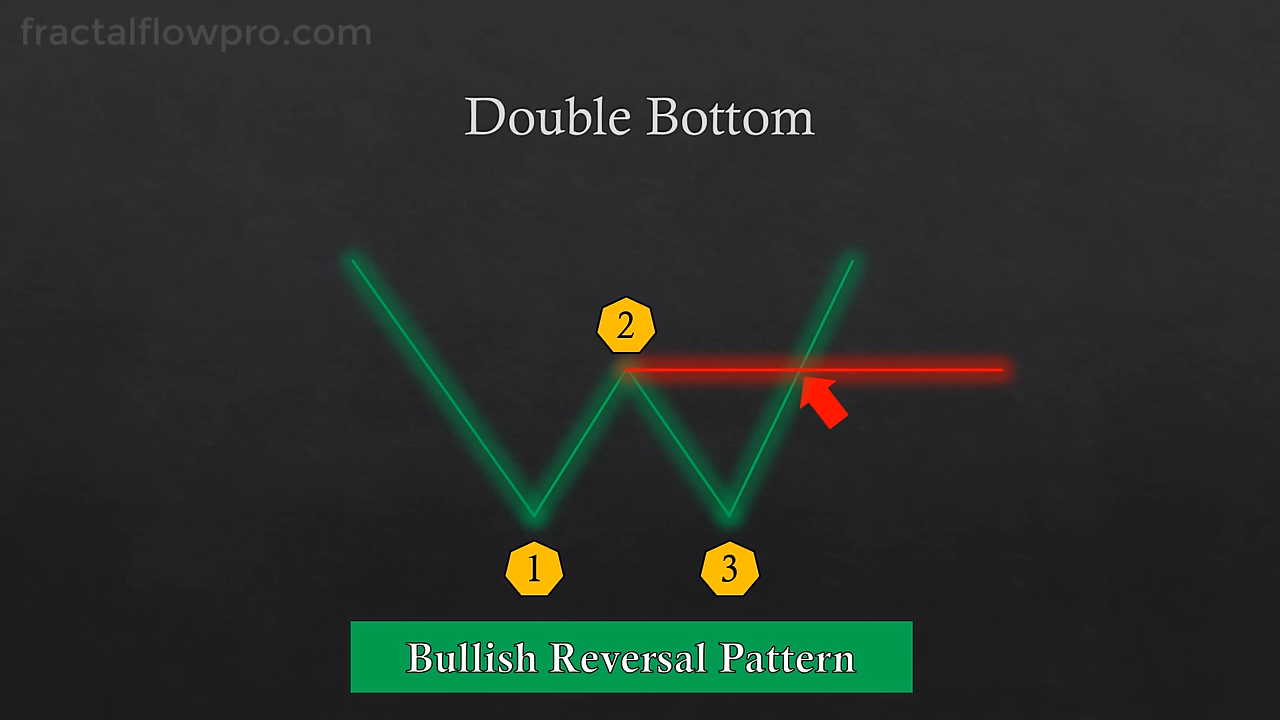 fractalflowpro.com
Double Bottom
2
1
3
Bullish Reversal Pattern